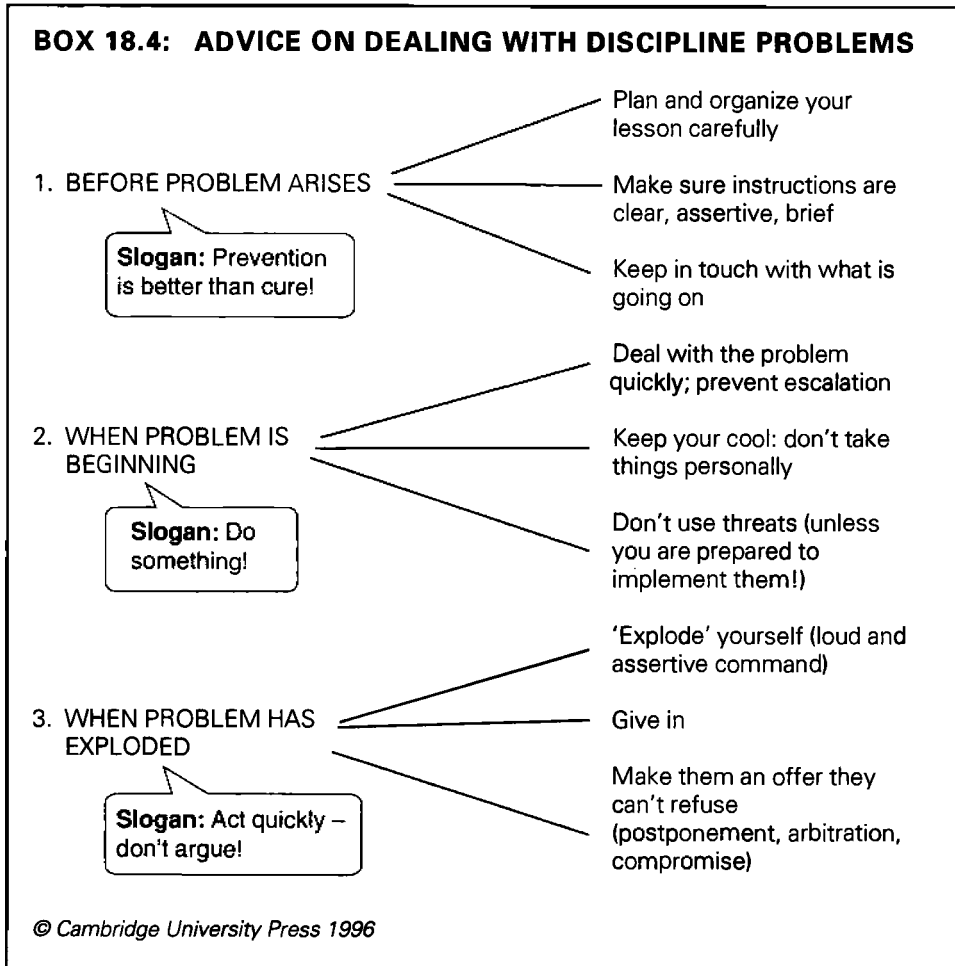 BOX 18.4: ADVICE ON DEALING WITH DISCIPLINE PROBLEMS
1. BEFORE PROBLEM ARISES
Slogan: Prevention
is better than cure!
Plan and organize your
lesson carefully
Make sure instructions are
clear, assertive, brief
Keep in touch with what is
going on
2. WHEN PROBLEM IS
BEGINNING
Slogan: Do
something!
Deal with the problem
quickly; prevent escalation
Keep your cool: don't take
things personally
Don't use threats (unless
you are prepared to
implement them!)
3. WHEN PROBLEM HAS
EXPLODED
Slogan: Act quickly –
don't argue!
'Explode' yourself (loud and
assertive command)
Give in
Make them an offer they
can't refuse
(postponement, arbitration,
compromise)
© Cambridge University Press 1996